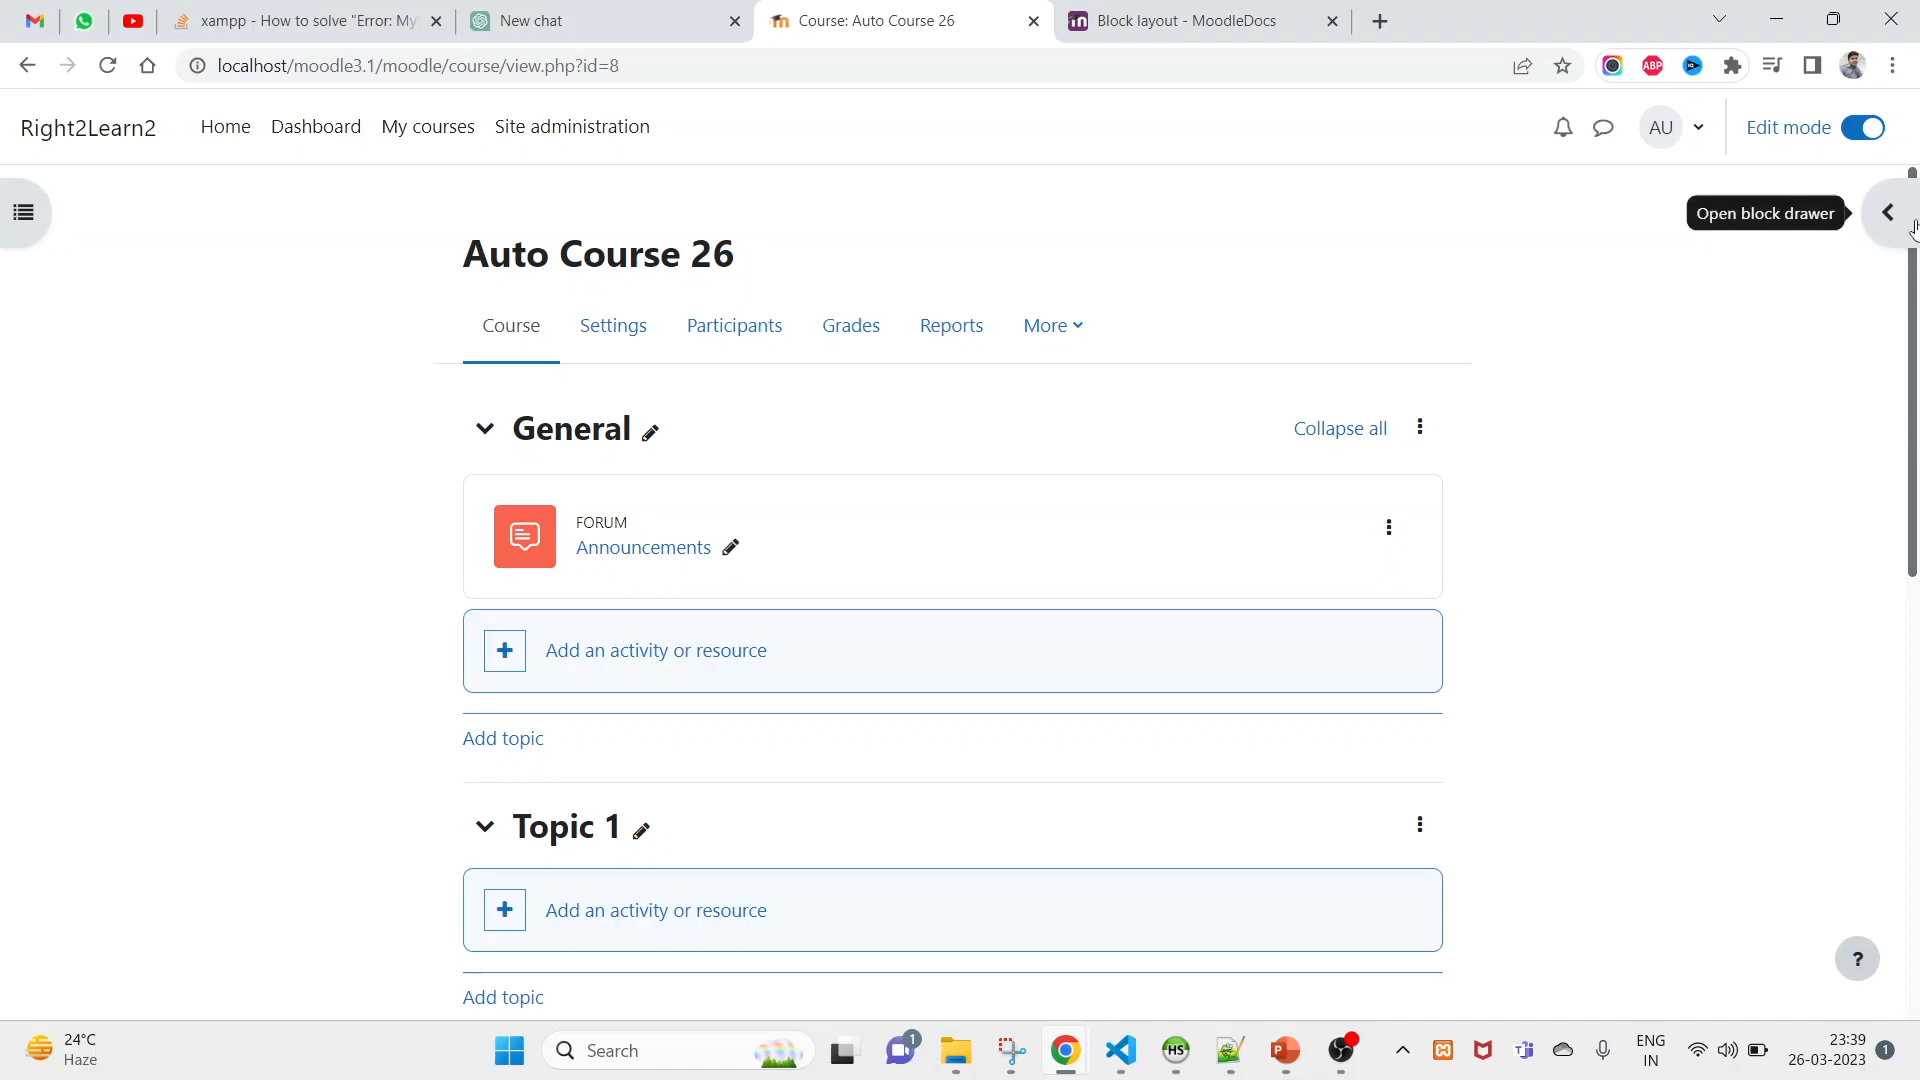 xampp - How to solve "Error: My
New chat
Course: Auto Course 26
Block layout - MoodleDocs
localhost/moodle3.1/moodle/course/view.php?id=8
ABP
Right2Learn2
Home
Dashboard
My courses
Site administration
AU
Edit mode
Open block drawer
Auto Course 26
Course
Settings
Participants
Grades
Reports
More
General
Collapse all
FORUM
Announcements
Add an activity or resource
Add topic
Topic 1
Add an activity or resource
Add topic
?
24°C
Haze
Search
1
HS
ENG
IN
23:39
26-03-2023
1